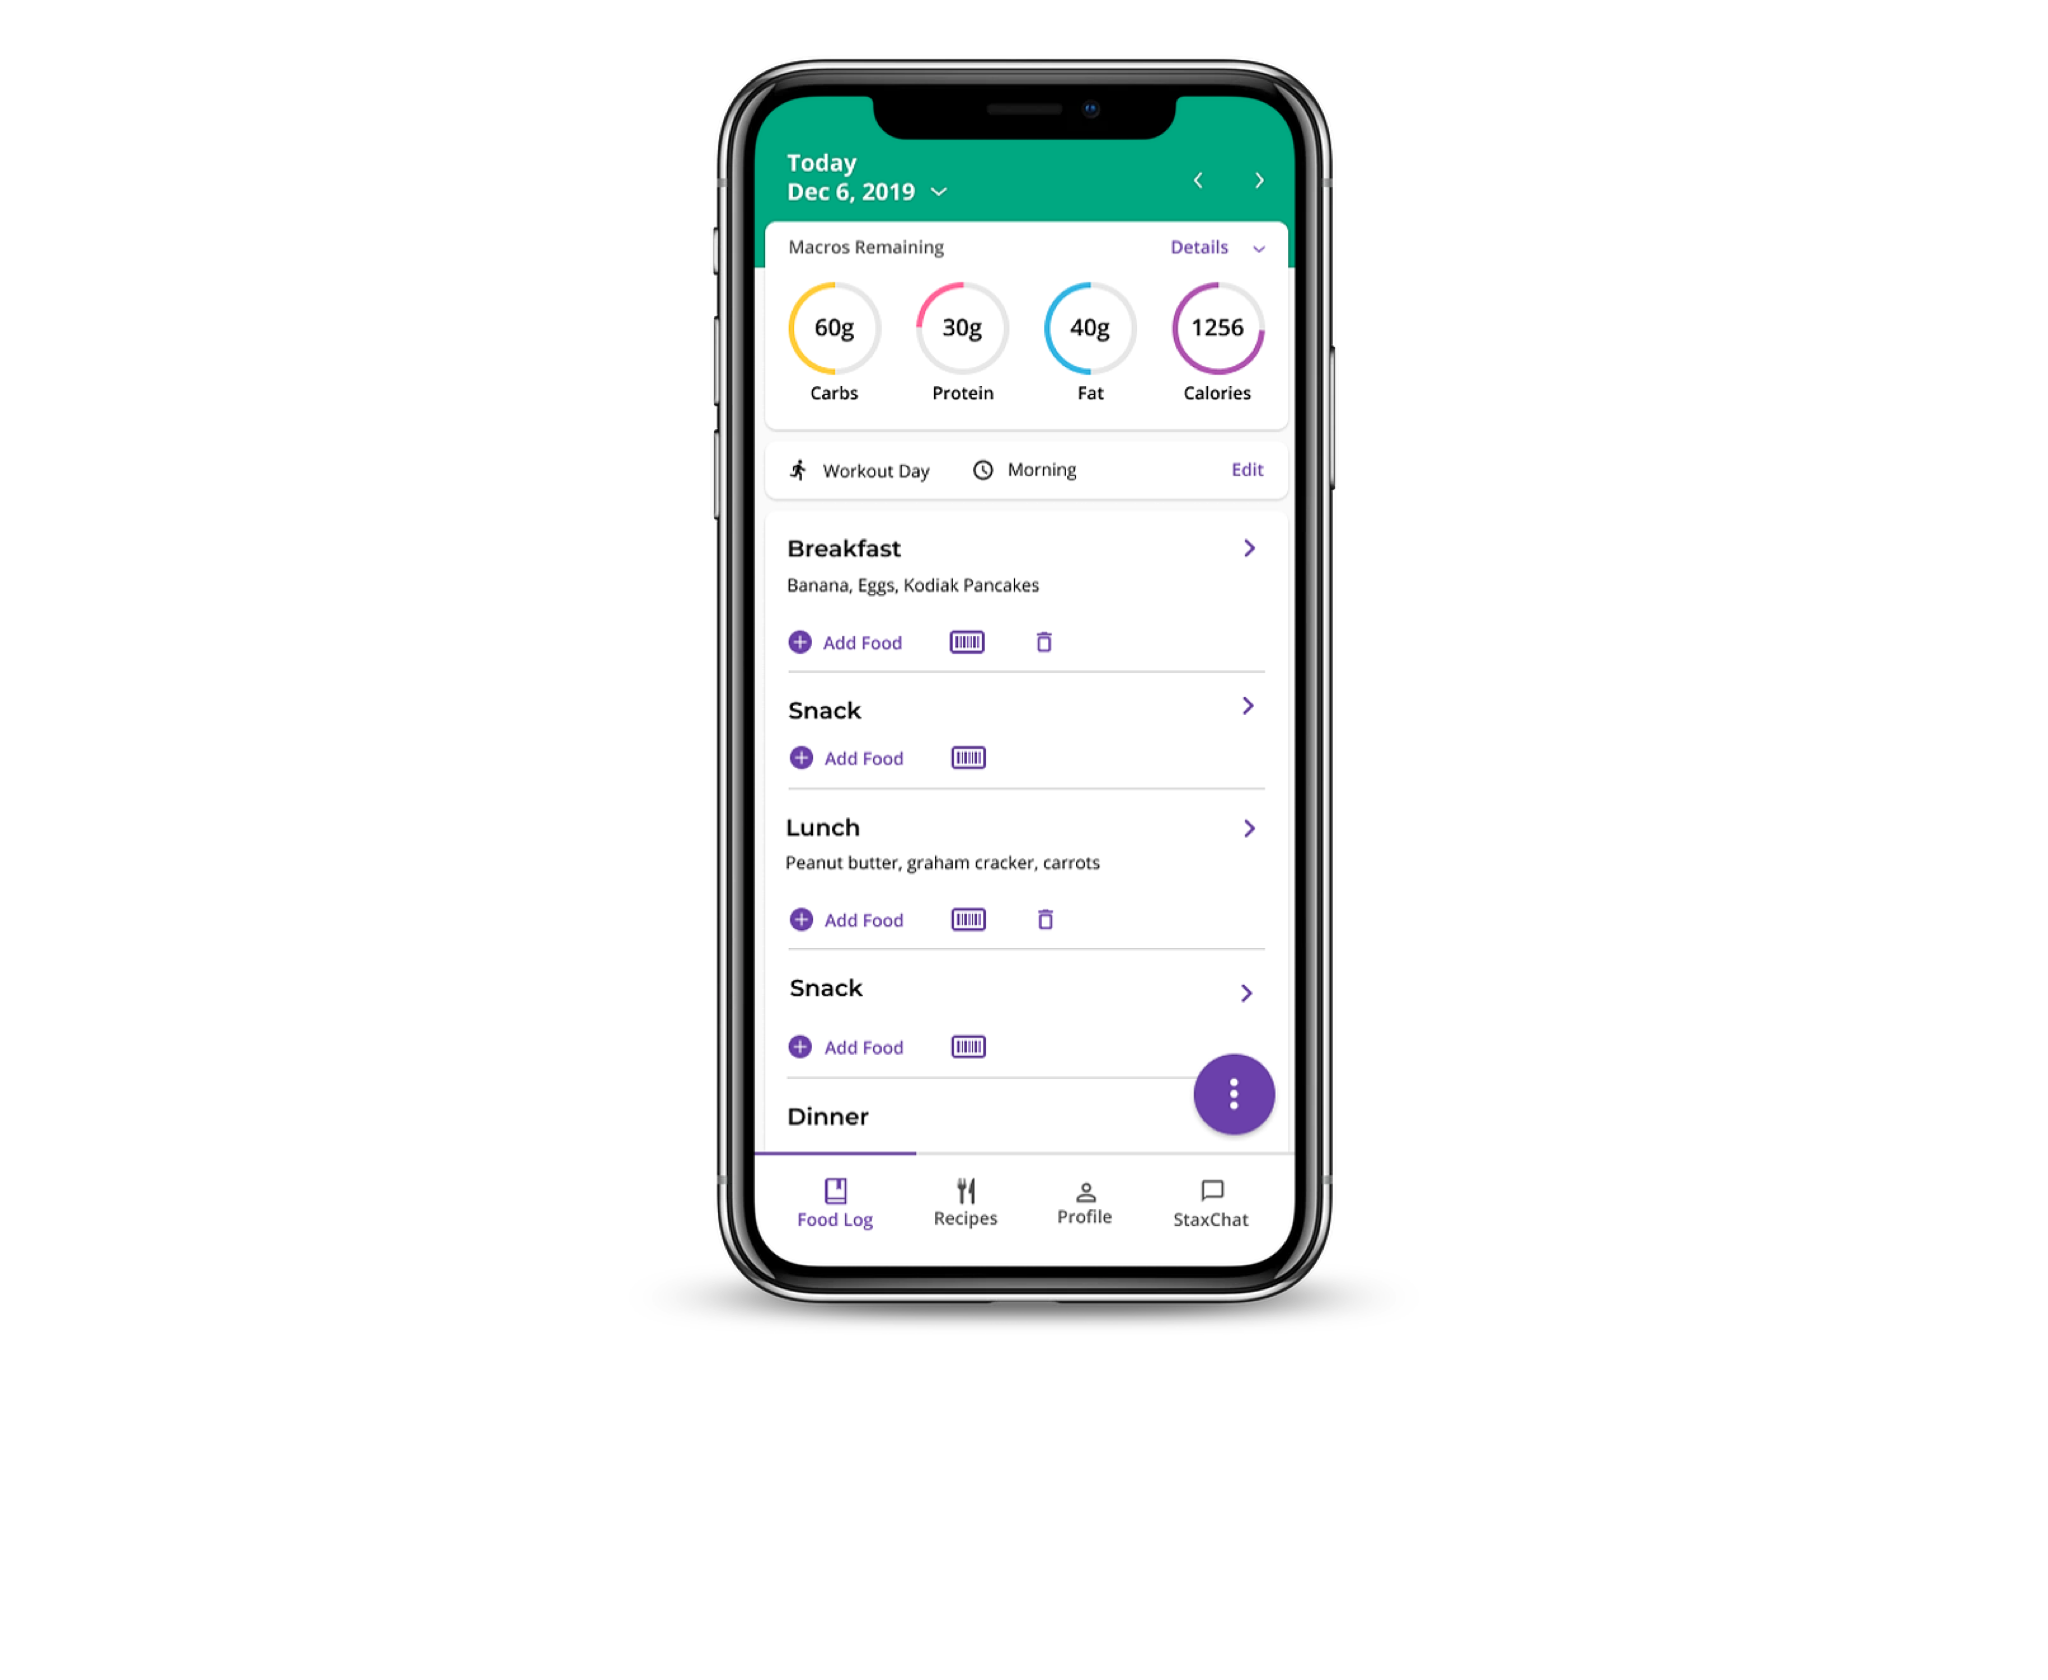 Today
Dec 6, 2019
Macros Remaining Details
60g 30g 40g 1256
Carbs Protein Fat Calories
Workout Day Morning Edit
Breakfast
Banana, Eggs, Kodiak Pancakes
Add Food
Snack
Add Food
Lunch
Peanut butter, graham cracker, carrots
Add Food
Snack
Add Food
Dinner
Food Log Recipes Profile StaxChat